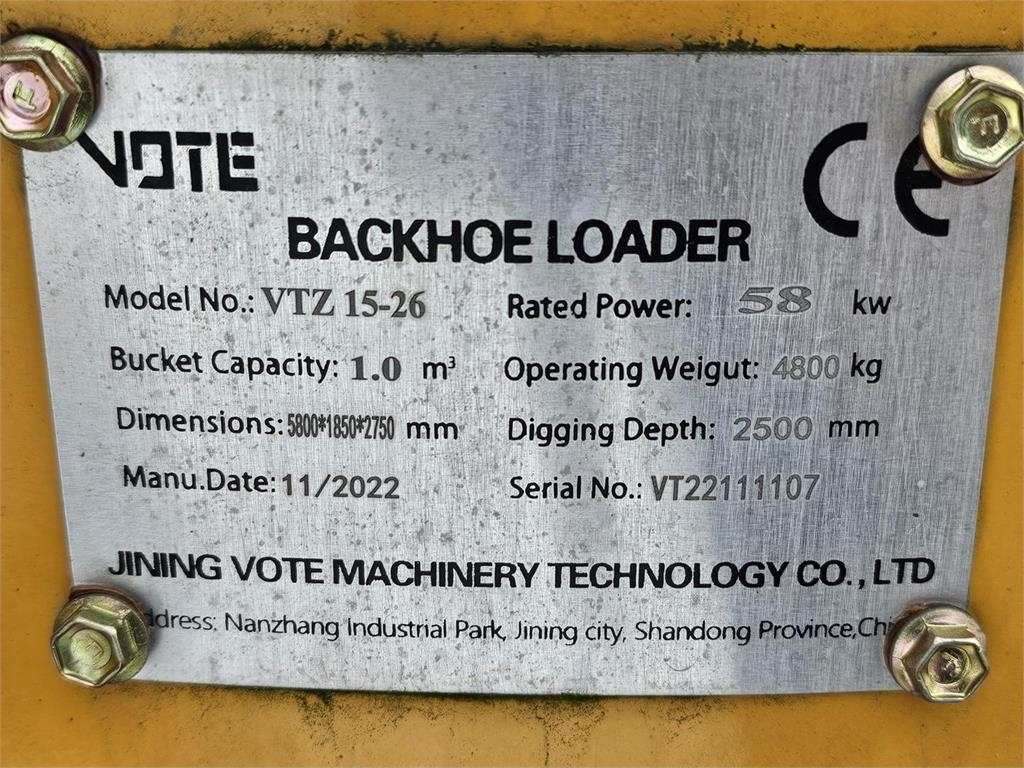 VOTE
CE
BACKHOE LOADER
Model No.: VTZ 15-26 Rated Power: 58 kw
Bucket Capacity: 1.0 m³ Operating Weigut: 4800 kg
Dimensions: 5800*1850*2750 mm Digging Depth: 2500 mm
Manu.Date: 11/2022 Serial No.: VT22111107
JINING VOTE MACHINERY TECHNOLOGY CO., LTD
ddress: Nanzhang Industrial Park, Jining city, Shandong Province,Chi